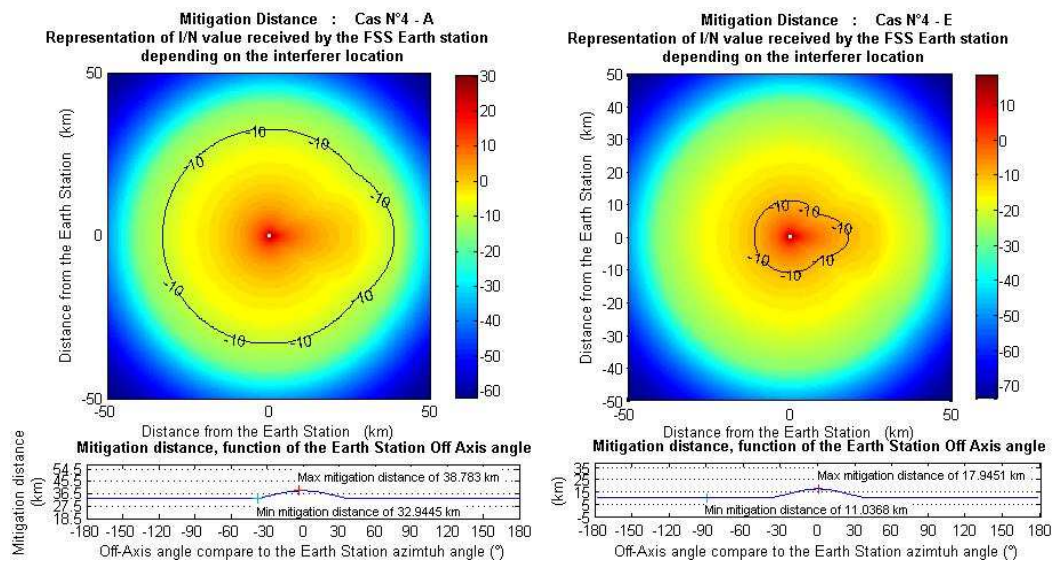 Mitigation Distance : Cas N°4 - A
Representation of I/N value received by the FSS Earth station
depending on the interferer location
50
0
-50
-50
0
50
Distance from the Earth Station (km)
Distance from the Earth Station (km)
-10
-10
-10
-10
-10
-10
-10
-10
-10
-10
-10
30
20
10
0
-10
-20
-30
-40
-50
-60
Mitigation distance, function of the Earth Station Off Axis angle
Mitigation distance
(km)
54.5
45.5
36.5
27.5
18.5
Max mitigation distance of 38.783 km
Min mitigation distance of 32.9445 km
-180 -150 -120 -90 -60 -30 0 30 60 90 120 150 180
Off-Axis angle compare to the Earth Station azimtuh angle (°)
Mitigation Distance : Cas N°4 - E
Representation of I/N value received by the FSS Earth station
depending on the interferer location
50
40
30
20
10
0
-10
-20
-30
-40
-50
-50
0
50
Distance from the Earth Station (km)
Distance from the Earth Station (km)
-10
-10
-10
-10
-10
-10
-10
10
0
-10
-20
-30
-40
-50
-60
-70
Mitigation distance, function of the Earth Station Off Axis angle
(km)
35
25
15
5
-5
Max mitigation distance of 17.9451 km
Min mitigation distance of 11.0368 km
-180 -150 -120 -90 -60 -30 0 30 60 90 120 150 180
Off-Axis angle compare to the Earth Station azimtuh angle (°)